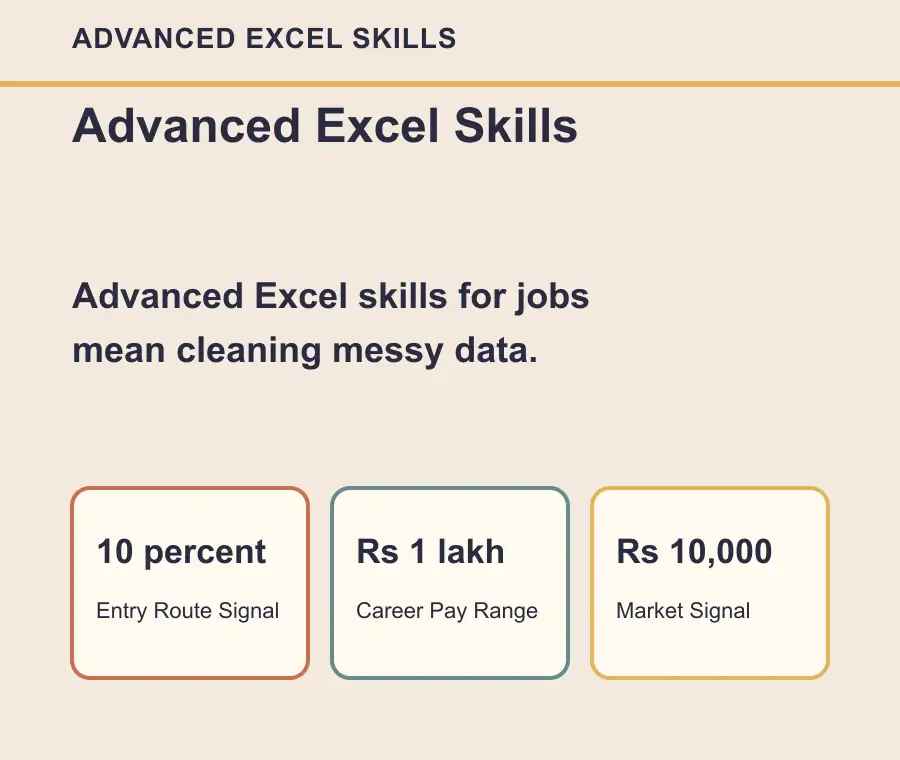 ADVANCED EXCEL SKILLS
Advanced Excel Skills
Advanced Excel skills for jobs
mean cleaning messy data.
10 percent
Entry Route Signal
Rs 1 lakh
Career Pay Range
Rs 10,000
Market Signal